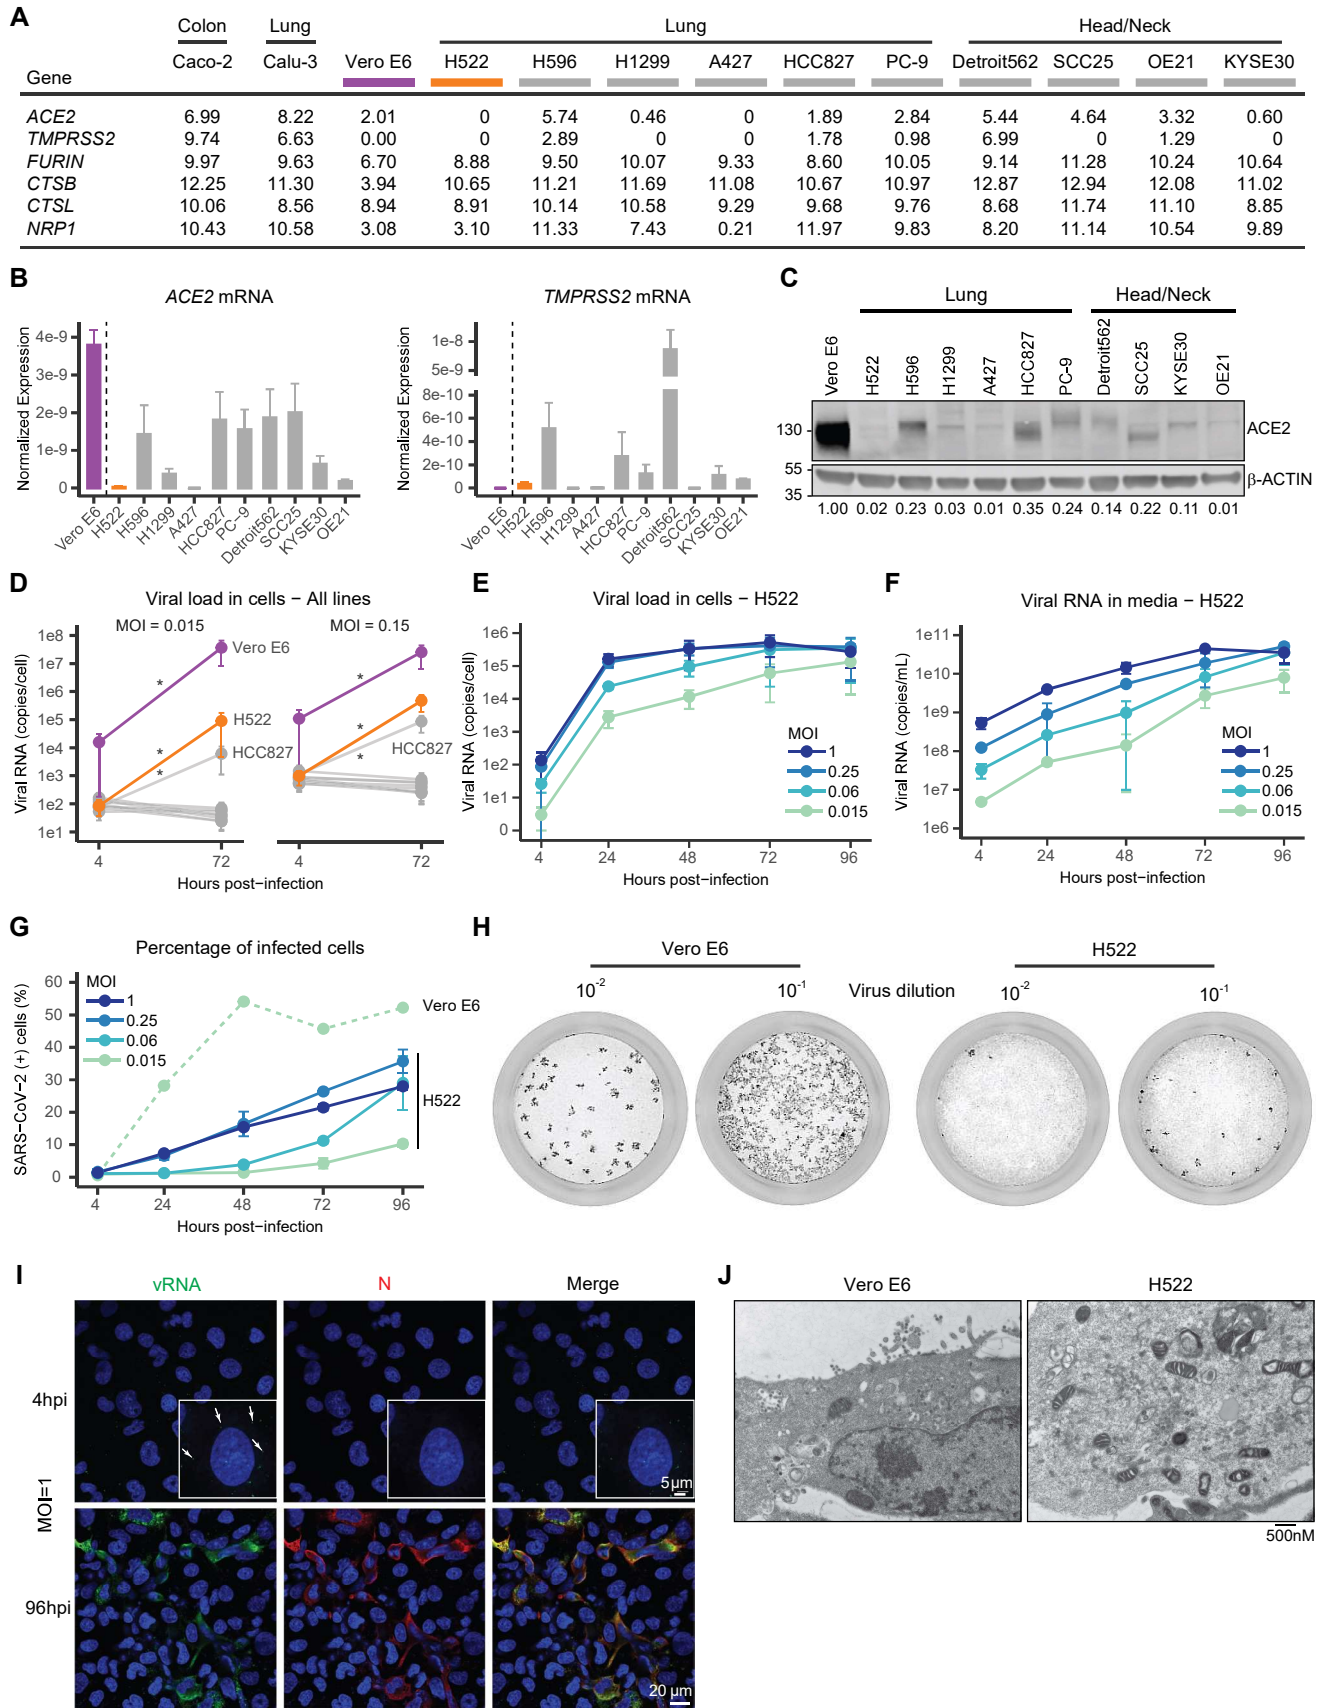 A
Colon Lung Lung Head/Neck
Gene Caco-2 Calu-3 Vero E6 H522 H596 H1299 A427 HCC827 PC-9 Detroit562 SCC25 OE21 KYSE30
ACE2 6.99 8.22 2.01 0 5.74 0.46 0 1.89 2.84 5.44 4.64 3.32 0.60
TMPRSS2 9.74 6.63 0.00 0 2.89 0 0 1.78 0.98 6.99 0 1.29 0
FURIN 9.97 9.63 6.70 8.88 9.50 10.07 9.33 8.60 10.05 9.14 11.28 10.24 10.64
CTSB 12.25 11.30 3.94 10.65 11.21 11.69 11.08 10.67 10.97 12.87 12.94 12.08 11.02
CTSL 10.06 8.56 8.94 8.91 10.14 10.58 9.29 9.68 9.76 8.68 11.74 11.10 8.85
NRP1 10.43 10.58 3.08 3.10 11.33 7.43 0.21 11.97 9.83 8.20 11.14 10.54 9.89
B
ACE2 mRNA
Normalized Expression
4e-9
3e-9
2e-9
1e-9
0
Vero E6 H522 H596 H1299 A427 HCC827 PC−9 Detroit562 SCC25 KYSE30 OE21
TMPRSS2 mRNA
Normalized Expression
1e-8
5e-9
8e-10
6e-10
4e-10
2e-10
0
Vero E6 H522 H596 H1299 A427 HCC827 PC−9 Detroit562 SCC25 KYSE30 OE21
C
Lung Head/Neck
Vero E6 H522 H596 H1299 A427 HCC827 PC-9 Detroit562 SCC25 KYSE30 OE21
130 ACE2
55
35
β-ACTIN
1.00 0.02 0.23 0.03 0.01 0.35 0.24 0.14 0.22 0.11 0.01
D
Viral load in cells − All lines
MOI = 0.015 MOI = 0.15
Viral RNA (copies/cell)
1e8
1e7
1e6
1e5
1e4
1e3
1e2
1e1
Vero E6
H522
HCC827
* * *
HCC827
* * *
4 72 4 72
Hours post−infection
E
Viral load in cells − H522
Viral RNA (copies/cell)
1e6
1e5
1e4
1e3
1e2
1e1
0
MOI
1
0.25
0.06
0.015
4 24 48 72 96
Hours post−infection
F
Viral RNA in media − H522
Viral RNA (copies/mL)
1e11
1e10
1e9
1e8
1e7
1e6
MOI
1
0.25
0.06
0.015
4 24 48 72 96
Hours post−infection
G
Percentage of infected cells
SARS−CoV−2 (+) cells (%)
60
50
40
30
20
10
0
MOI
1
0.25
0.06
0.015
Vero E6
H522
4 24 48 72 96
Hours post−infection
H
Vero E6 H522
10-2 10-1 Virus dilution 10-2 10-1
I
vRNA N Merge
MOI=1
4hpi
5 µm
96hpi
20 µm
J
Vero E6 H522
500nM